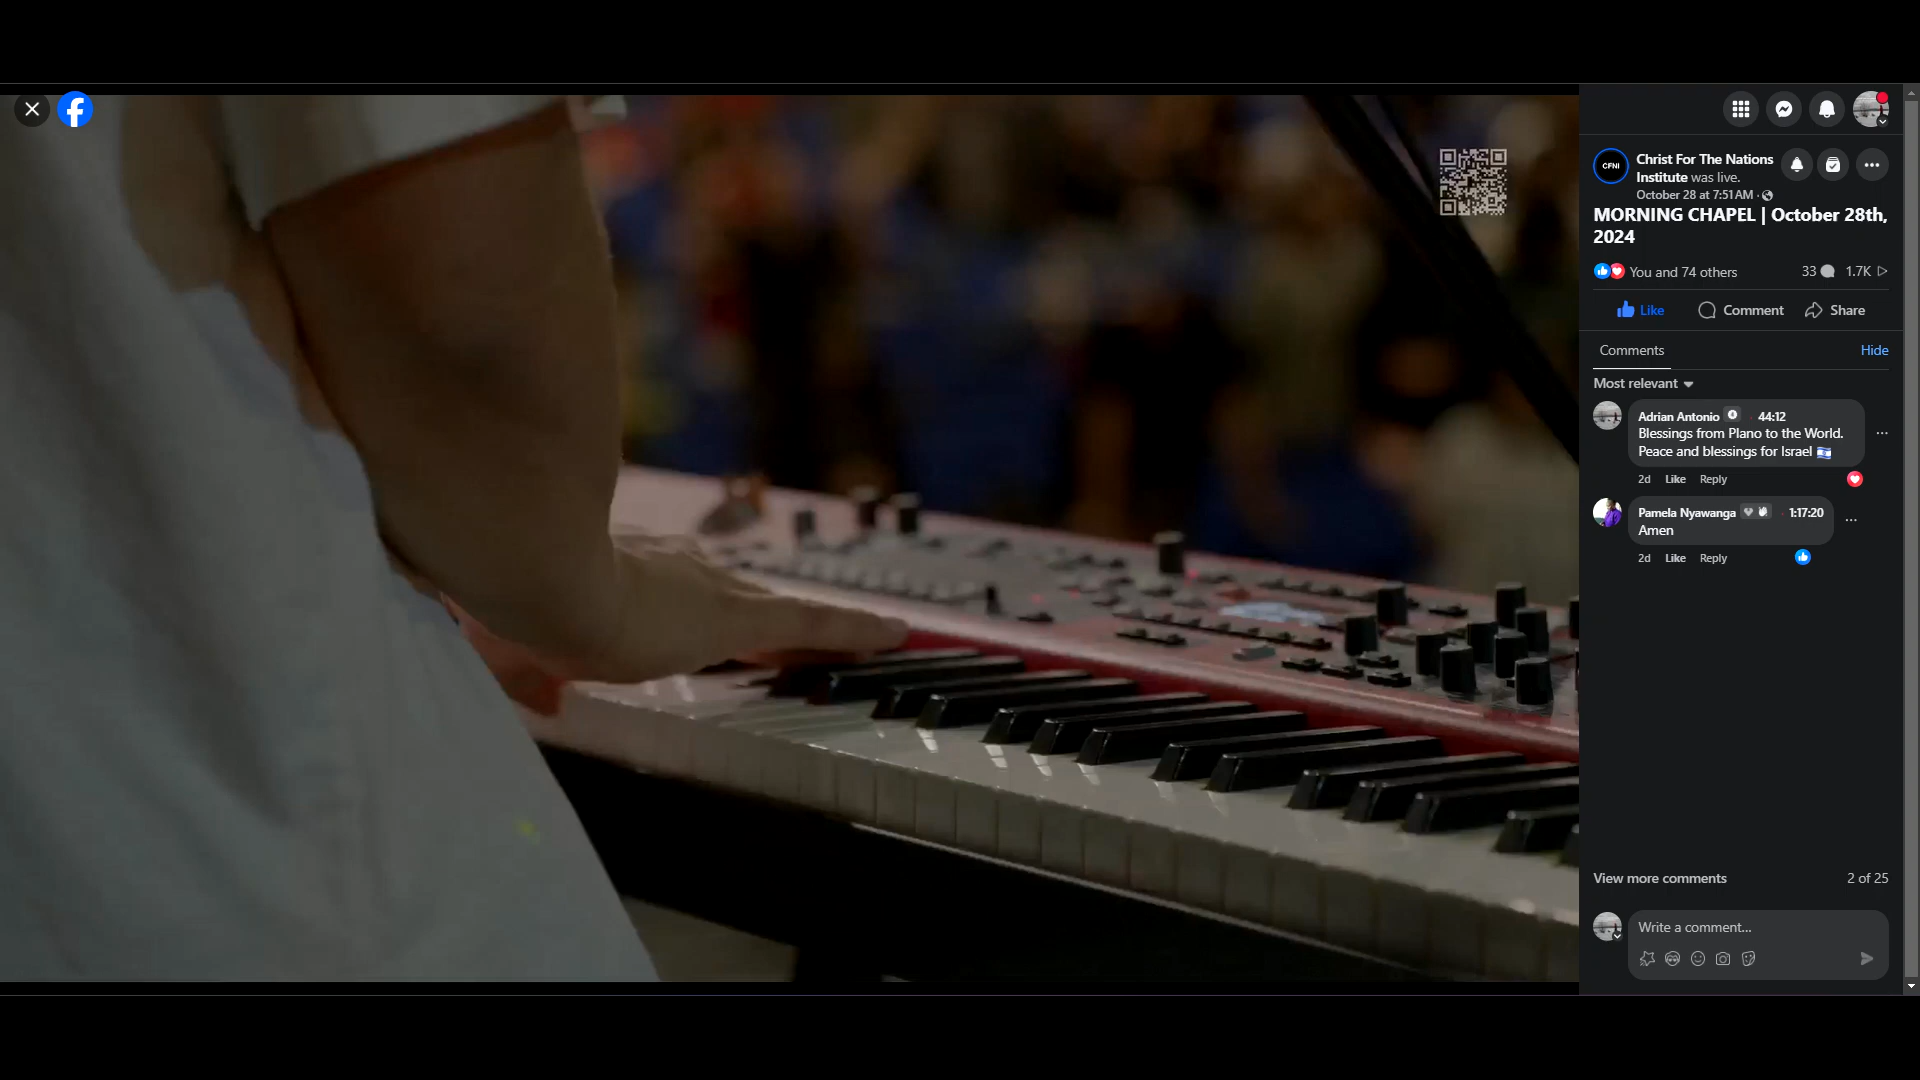 CFNI
Christ For The Nations
Institute was live.
October 28 at 7:51 AM ·
MORNING CHAPEL | October 28th,
2024
You and 74 others
33
1.7K
Like
Comment
Share
Comments
Hide
Most relevant
Adrian Antonio · 44:12
Blessings from Plano to the World.
Peace and blessings for Israel 🇮🇱
2d Like Reply
Pamela Nyawanga · 1:17:20
Amen
2d Like Reply
View more comments
2 of 25
Write a comment...